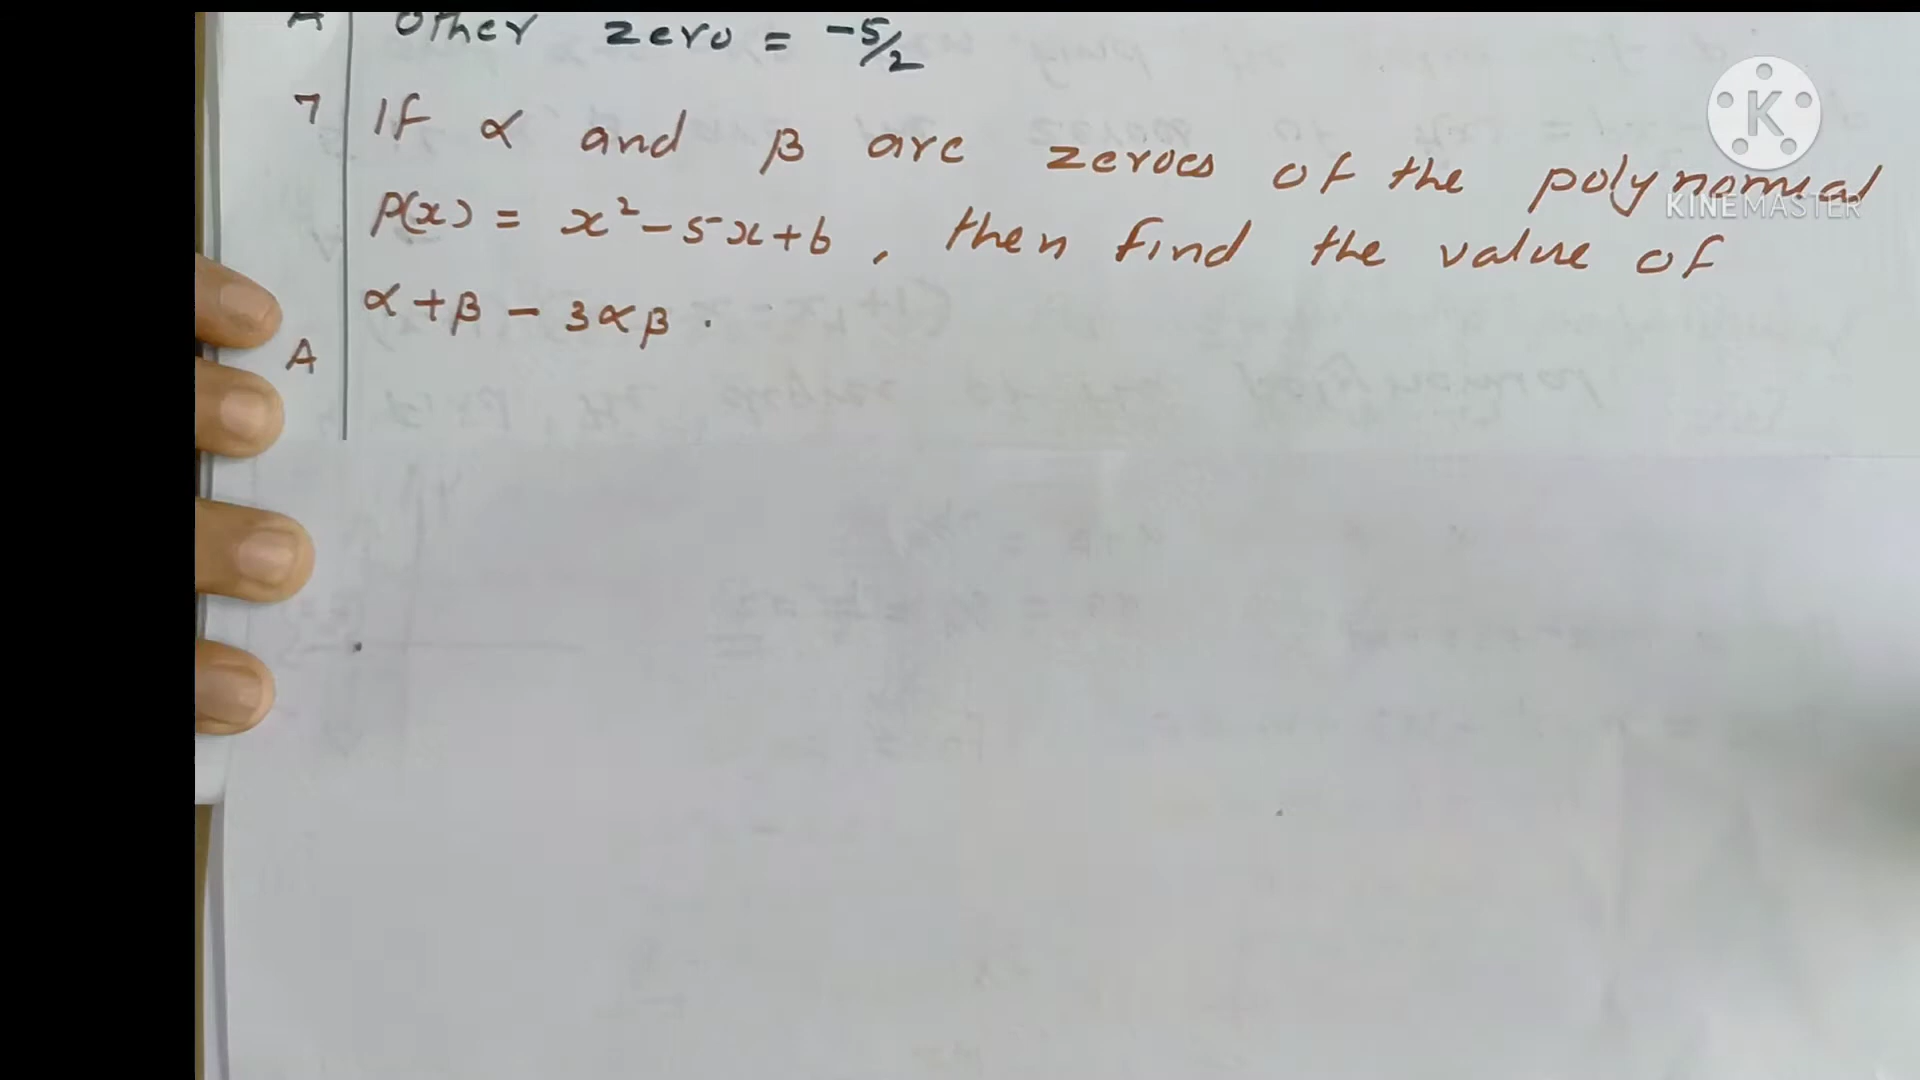 A other zero = -5/2
7 If α and β are zeroes of the polynomial
P(x) = x² - 5x + 6, then find the value of
α + β - 3αβ.
A
K
KINEMASTER